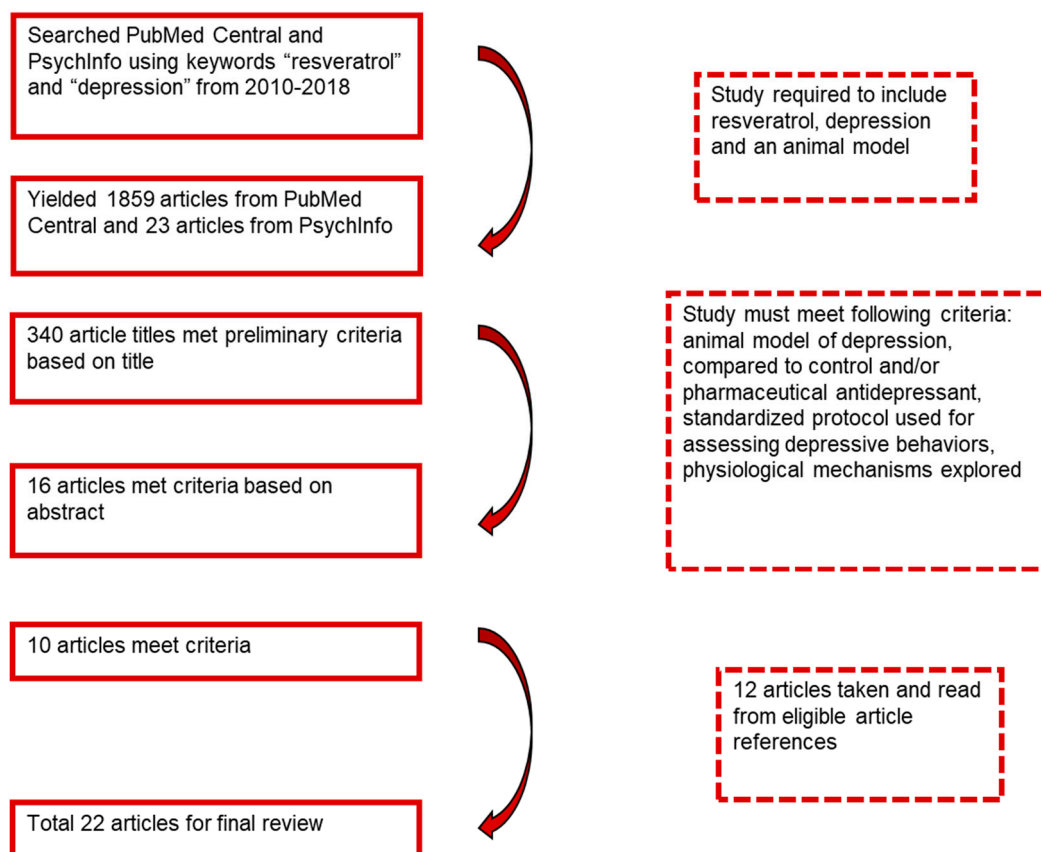 Searched PubMed Central and
PsychInfo using keywords “resveratrol”
and “depression” from 2010-2018
Yielded 1859 articles from PubMed
Central and 23 articles from PsychInfo
340 article titles met preliminary criteria
based on title
16 articles met criteria based on
abstract
10 articles meet criteria
Total 22 articles for final review
Study required to include
resveratrol, depression
and an animal model
Study must meet following criteria:
animal model of depression,
compared to control and/or
pharmaceutical antidepressant,
standardized protocol used for
assessing depressive behaviors,
physiological mechanisms explored
12 articles taken and read
from eligible article
references